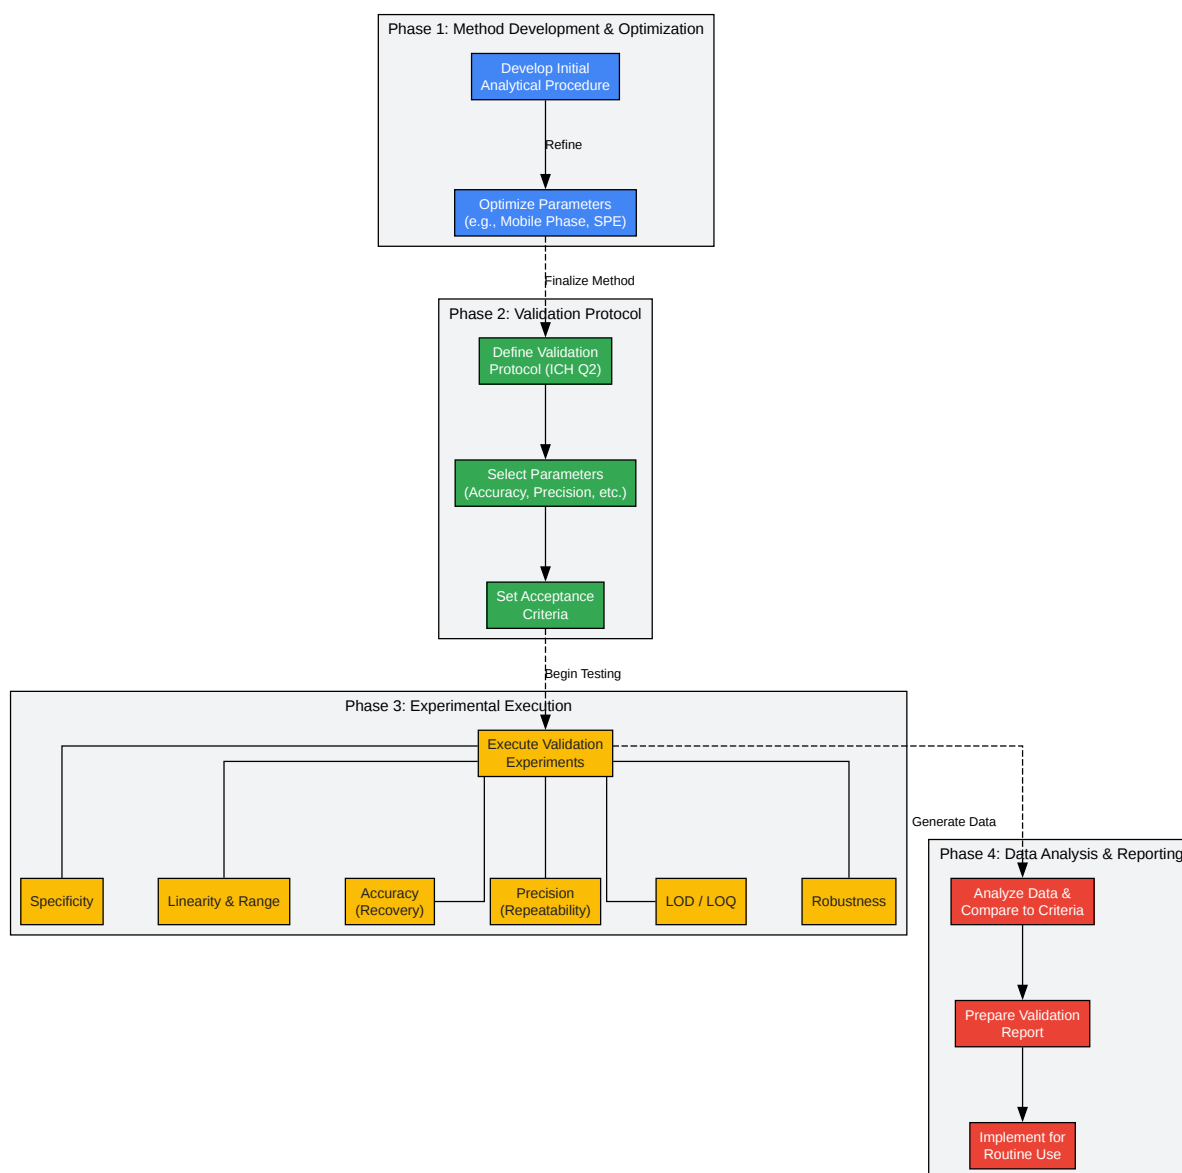 Phase 1: Method Development & Optimization
Develop Initial
Analytical Procedure
Refine
Optimize Parameters
(e.g., Mobile Phase, SPE)
Finalize Method
Phase 2: Validation Protocol
Define Validation
Protocol (ICH Q2)
Select Parameters
(Accuracy, Precision, etc.)
Set Acceptance
Criteria
Begin Testing
Phase 3: Experimental Execution
Execute Validation
Experiments
Specificity
Linearity & Range
Accuracy
(Recovery)
Precision
(Repeatability)
LOD / LOQ
Robustness
Generate Data
Phase 4: Data Analysis & Reporting
Analyze Data &
Compare to Criteria
Prepare Validation
Report
Implement for
Routine Use